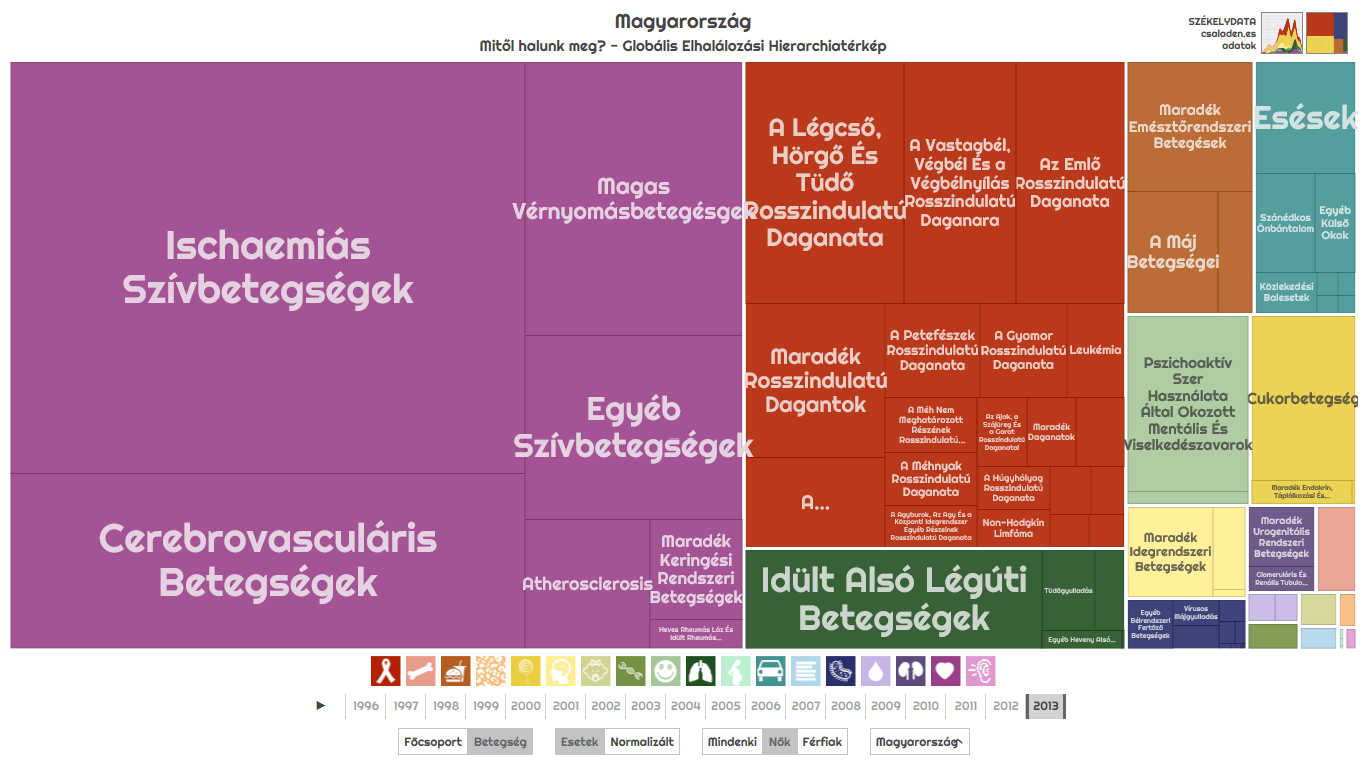 Magyarország
Mitől halunk meg? - Globális Elhalálozási Hierarchiatérkép
SZÉKELYDATA
csaladen.es
adatok
Ischaemiás
Szívbetegségek
Cerebrovasculáris
Betegségek
Magas
Vérnyomásbetegésgek
Egyéb
Szívbetegségek
Atherosclerosis
Maradék
Keringési
Rendszeri
Betegségek
Heves Rheumás Láz És
Idült Rheumás...
A Légcső,
Hörgő És
Tüdő
Rosszindulatú
Daganata
A Vastagbél,
Végbél És a
Végbélnyílás
Rosszindulatú
Daganara
Az Emlő
Rosszindulatú
Daganata
Maradék
Rosszindulatú
Dagantok
A...
A Petefészek
Rosszindulatú
Daganata
A Gyomor
Rosszindulatú
Daganata
Leukémia
A Méh Nem
Meghatározott
Részének
Rosszindulatú...
Az Ajak, a
Szájüreg És
a Garat
Rosszindulatú
Daganatai
Maradék
Daganatok
A Méhnyak
Rosszindulatú
Daganata
A Húgyhólyag
Rosszindulatú
Daganata
A Agyburok, Az Agy És a
Központi Idegrendszer
Egyéb Részeinek
Rosszindulatú Daganata
Non-Hodgkin
Limfóma
Idült Alsó Légúti
Betegségek
Tüdőgyulladás
Egyéb Heveny Alsó...
Maradék
Emésztőrendszeri
Betegések
A Máj
Betegségei
Esések
Szánédkos
Önbántalom
Egyéb
Külső
Okok
Közlekedési
Balesetek
Pszichoaktív
Szer
Használata
Által Okozott
Mentális És
Viselkedészavarok
Cukorbetegség
Maradék Endokrin,
Táplálkozási És...
Maradék
Idegrendszeri
Betegségek
Maradék
Urogenitális
Rendszeri
Betegségek
Glomeruláris És
Renális Tubulo...
Egyéb
Bélrendszeri
Fertőző
Betegségek
Vírusos
Májgyulladás
1996 1997 1998 1999 2000 2001 2002 2003 2004 2005 2006 2007 2008 2009 2010 2011 2012 2013
Főcsoport Betegség Esetek Normalizált Mindenki Nők Férfiak Magyarország